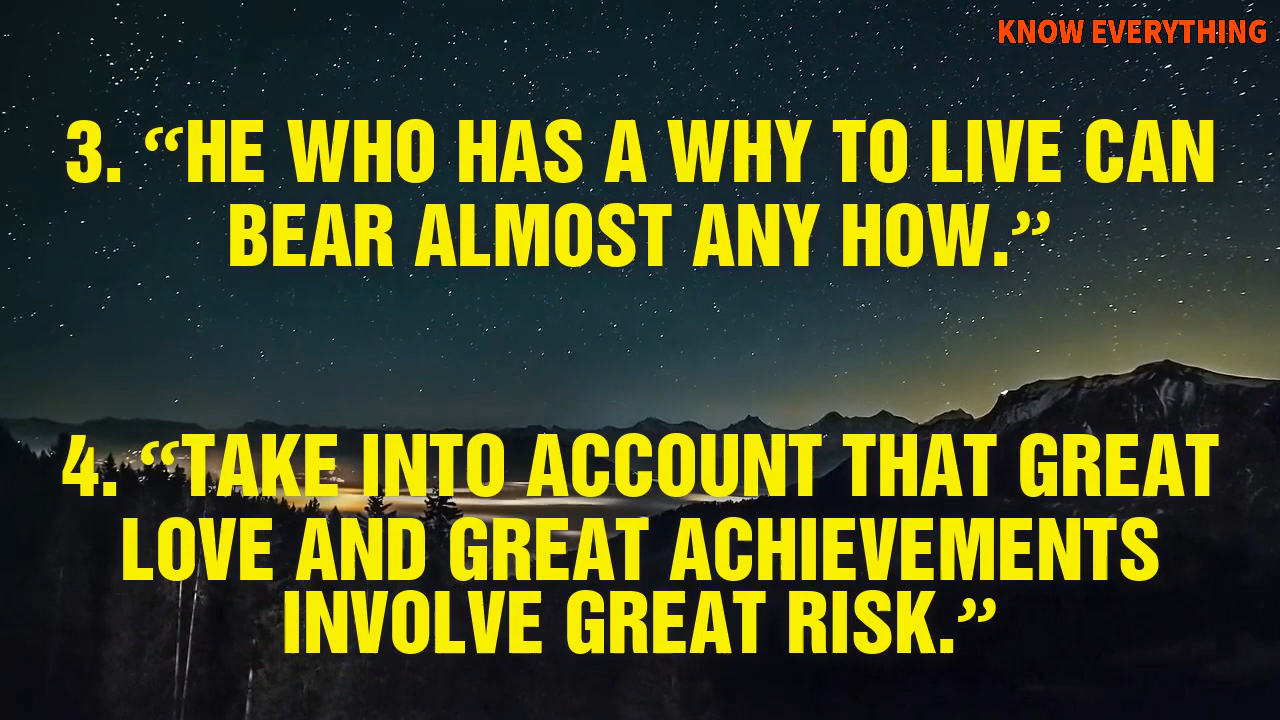 KNOW EVERYTHING
3. “HE WHO HAS A WHY TO LIVE CAN
BEAR ALMOST ANY HOW.”
4. “TAKE INTO ACCOUNT THAT GREAT
LOVE AND GREAT ACHIEVEMENTS
INVOLVE GREAT RISK.”